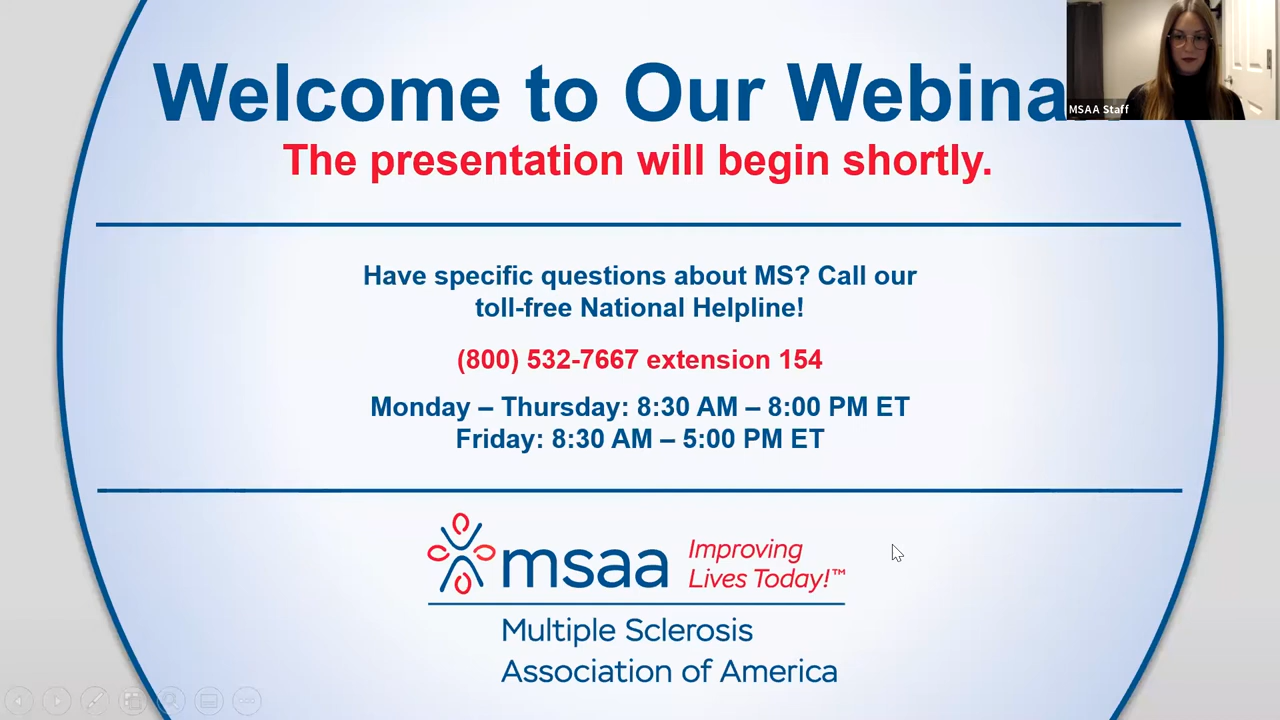 Welcome to Our Webina
MSAA Staff
The presentation will begin shortly.
Have specific questions about MS? Call our
toll-free National Helpline!
(800) 532-7667 extension 154
Monday – Thursday: 8:30 AM – 8:00 PM ET
Friday: 8:30 AM – 5:00 PM ET
msaa
Improving
Lives Today!™
Multiple Sclerosis
Association of America